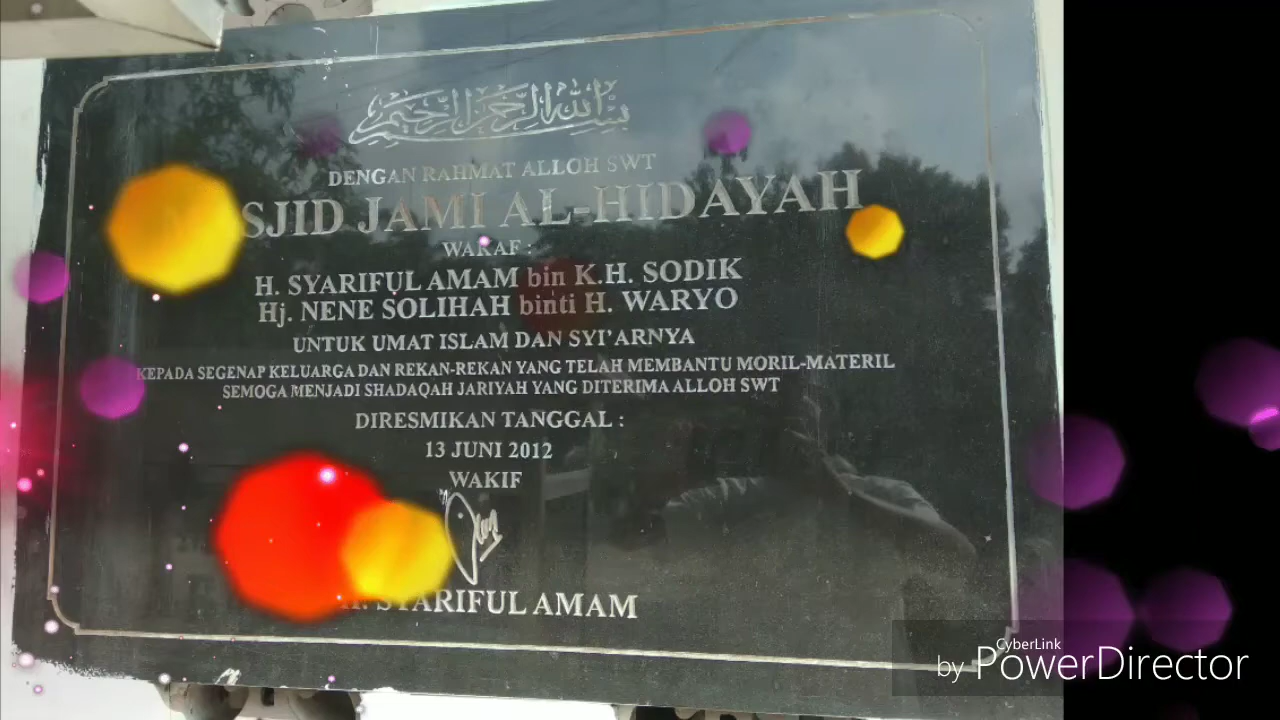 بسم الله الرحمن الرحيم
DENGAN RAHMAT ALLOH SWT
SJID JAMI AL-HIDAYAH
WAKAF :
H. SYARIFUL AMAM bin K.H. SODIK
Hj. NENE SOLIHAH binti H. WARYO
UNTUK UMAT ISLAM DAN SYI'ARNYA
KEPADA SEGENAP KELUARGA DAN REKAN-REKAN YANG TELAH MEMBANTU MORIL-MATERIL
SEMOGA MENJADI SHADAQAH JARIYAH YANG DITERIMA ALLOH SWT
DIRESMIKAN TANGGAL :
13 JUNI 2012
WAKIF
H. SYARIFUL AMAM
by CyberLink PowerDirector